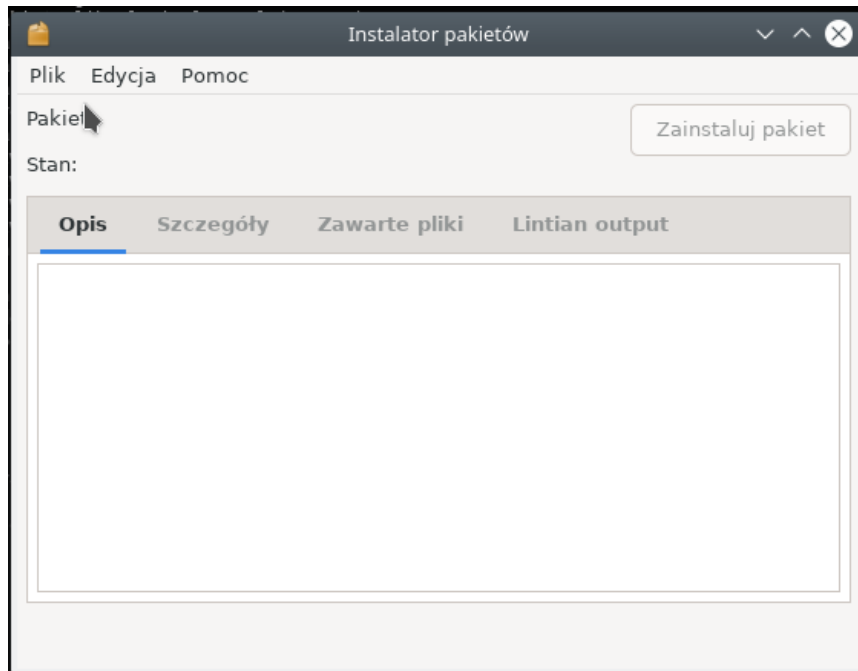 Instalator pakietów
Plik Edycja Pomoc
Pakiet
Zainstaluj pakiet
Stan:
Opis Szczegóły Zawarte pliki Lintian output